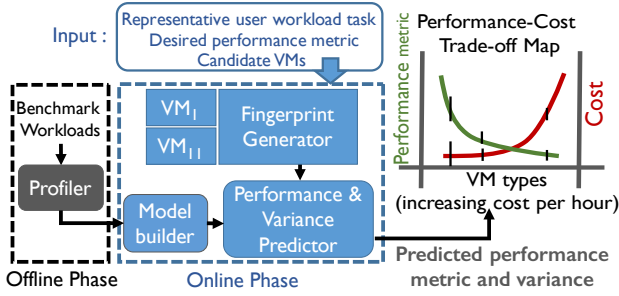 Input :
Representative user workload task
Desired performance metric
Candidate VMs
Benchmark
Workloads
Profiler
Offline Phase
VM₁
VM₁₁
Fingerprint
Generator
Model
builder
Performance &
Variance
Predictor
Online Phase
Performance-Cost
Trade-off Map
Performance metric
Cost
VM types
(increasing cost per hour)
Predicted performance
metric and variance